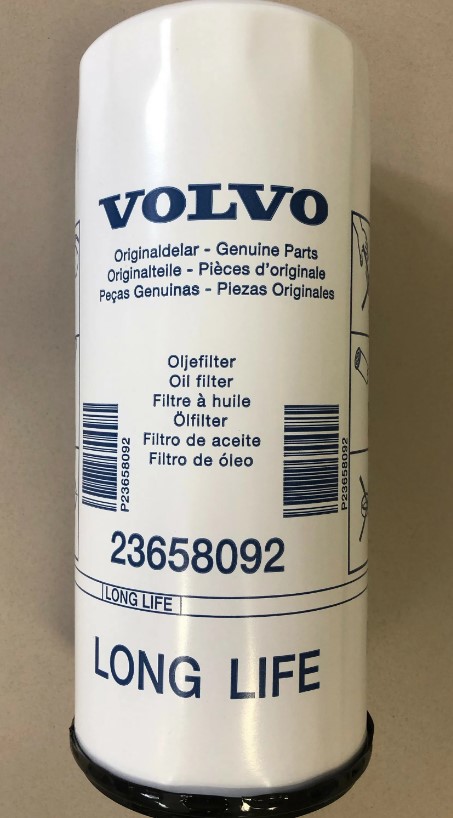 VOLVO
Originaldelar - Genuine Parts
Originalteile - Pièces d'originale
Peças Genuinas - Piezas Originales
Oljefilter
Oil filter
Filtre à huile
Ölfilter
Filtro de aceite
Filtro de óleo
P23658092
P23658092
23658092
LONG LIFE
LONG LIFE